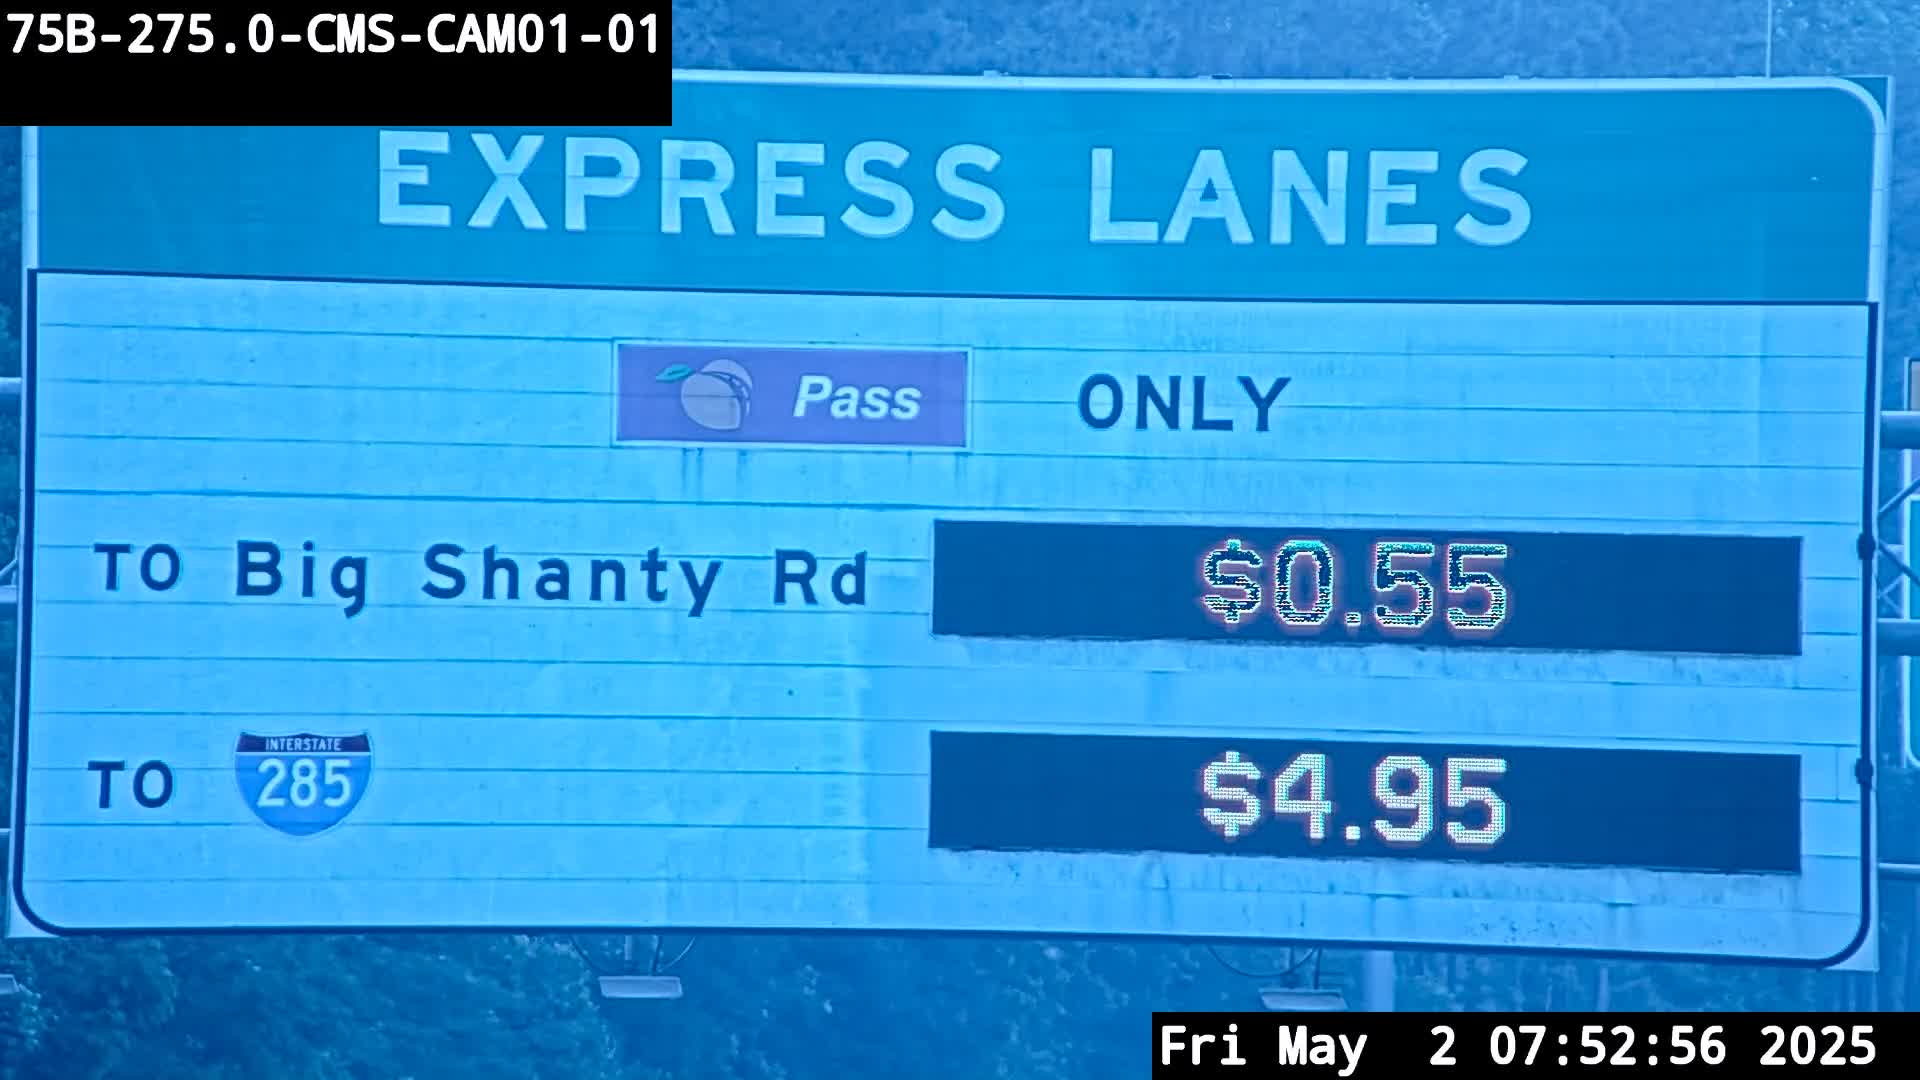 75B-275.0-CMS-CAM01-01
EXPRESS LANES
Pass ONLY
TO Big Shanty Rd $0.55
INTERSTATE
TO 285 $4.95
Fri May 2 07:52:56 2025